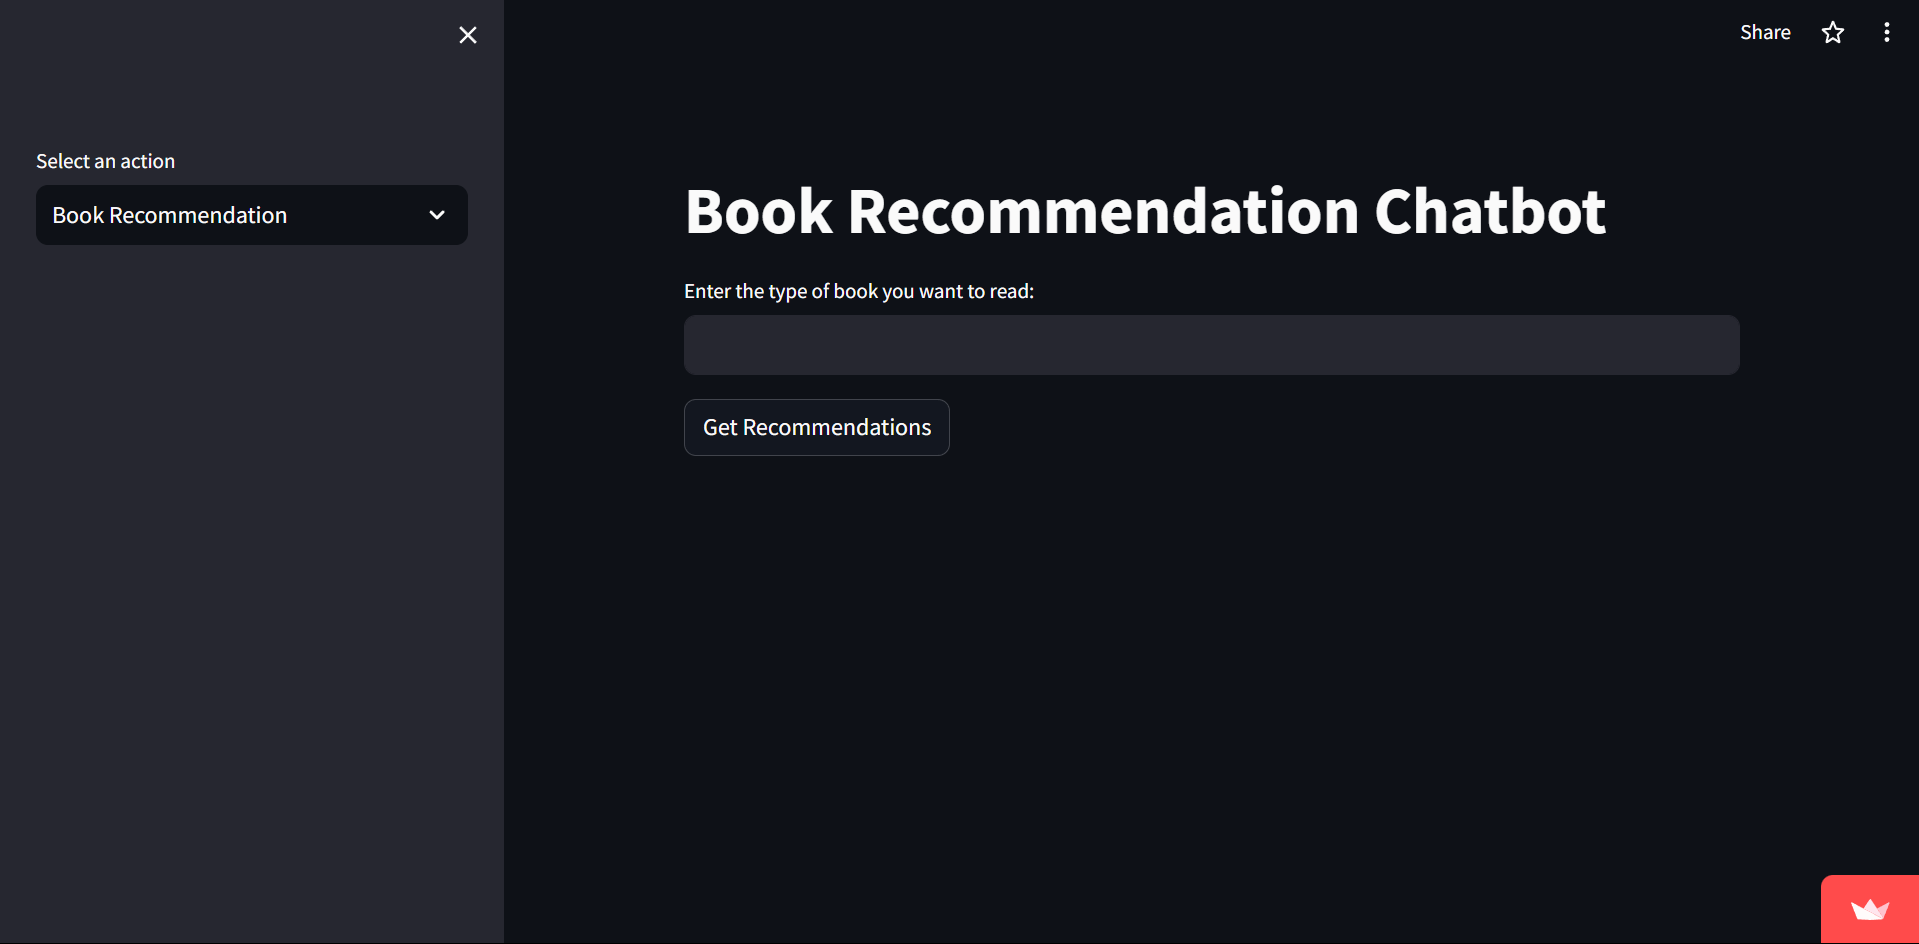 Share
Select an action
Book Recommendation
Book Recommendation Chatbot
Enter the type of book you want to read:
Get Recommendations